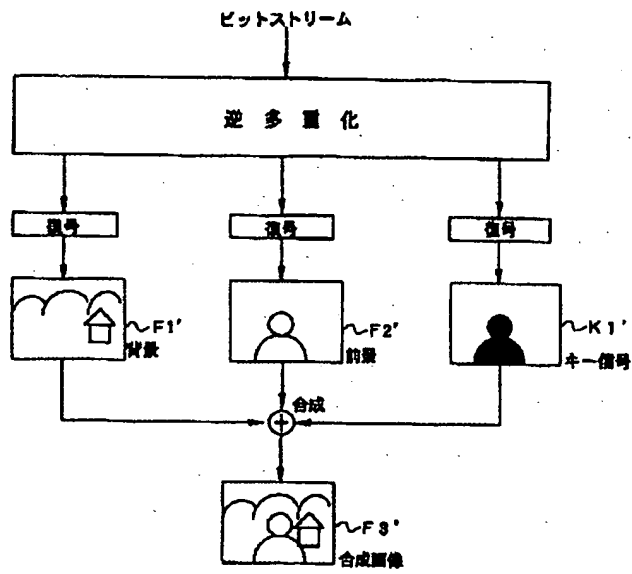 ビットストリーム
逆多重化
復号
復号
復号
F1'
背景
F2'
前景
K1'
キー信号
合成
F3'
合成画像